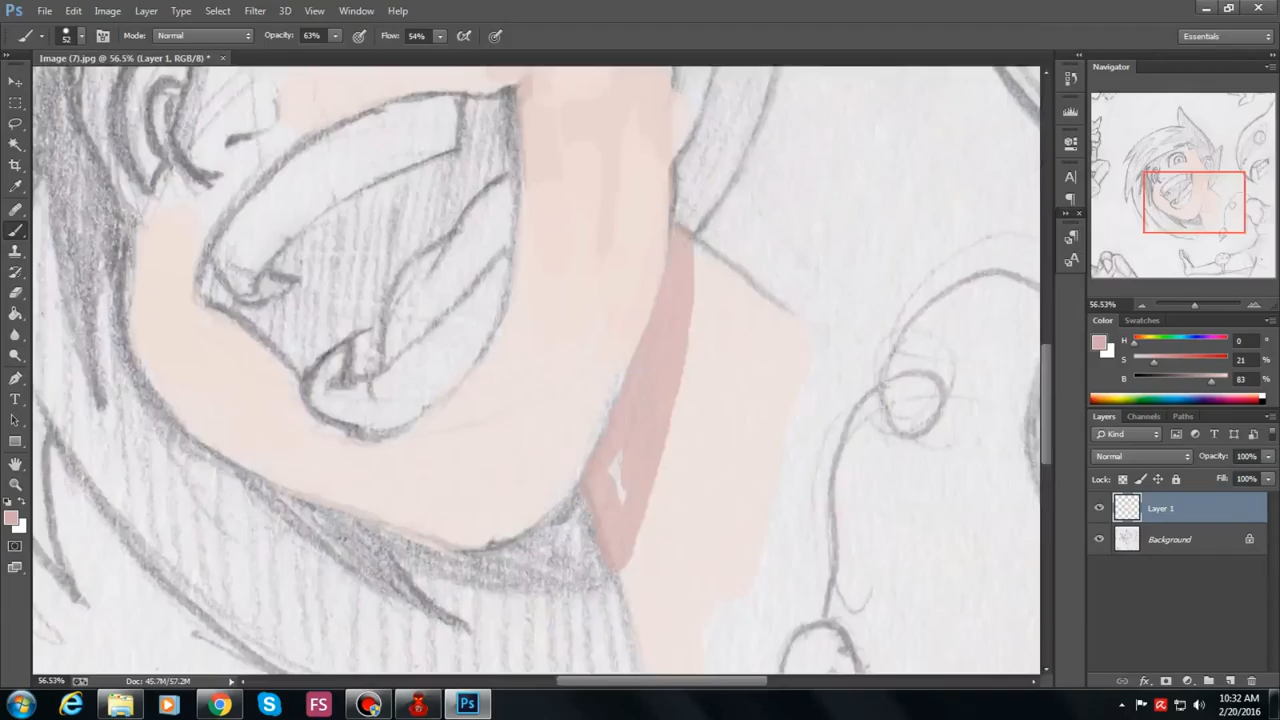 Ps File Edit Image Layer Type Select Filter 3D View Window Help
52 Mode: Normal Opacity: 63% Flow: 54% Essentials
Image (7).jpg @ 56.5% (Layer 1, RGB/8) * ×
Navigator
56.53%
Color Swatches
H 0 °
S 21 %
B 83 %
Layers Channels Paths
Kind
Normal Opacity: 100%
Lock: Fill: 100%
Layer 1
Background
56.53% Doc: 45.7M/57.2M
FS Ps 10:32 AM
2/20/2016